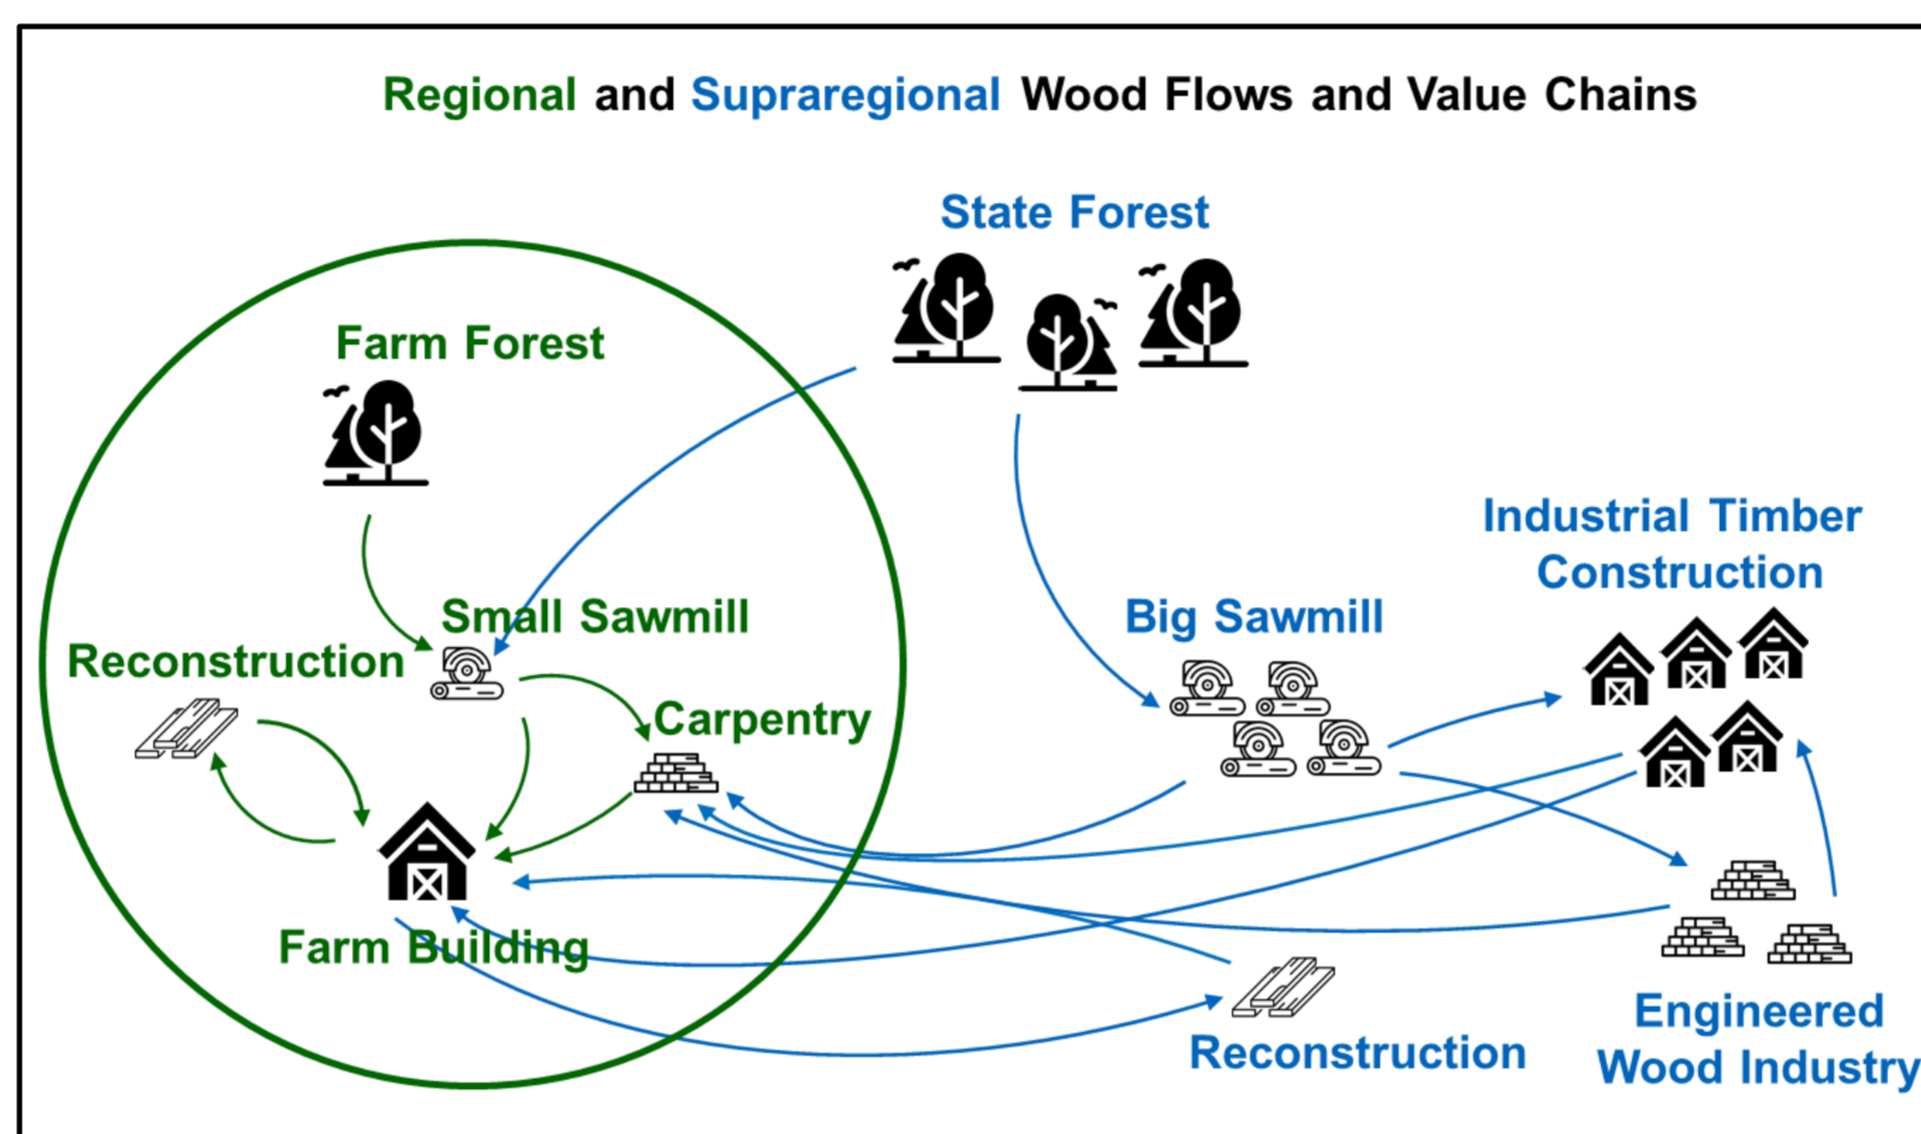 Regional and Supraregional Wood Flows and Value Chains
State Forest
Farm Forest
Industrial Timber
Construction
Small Sawmill
Big Sawmill
Reconstruction
Carpentry
Farm Building
Reconstruction
Engineered
Wood Industry